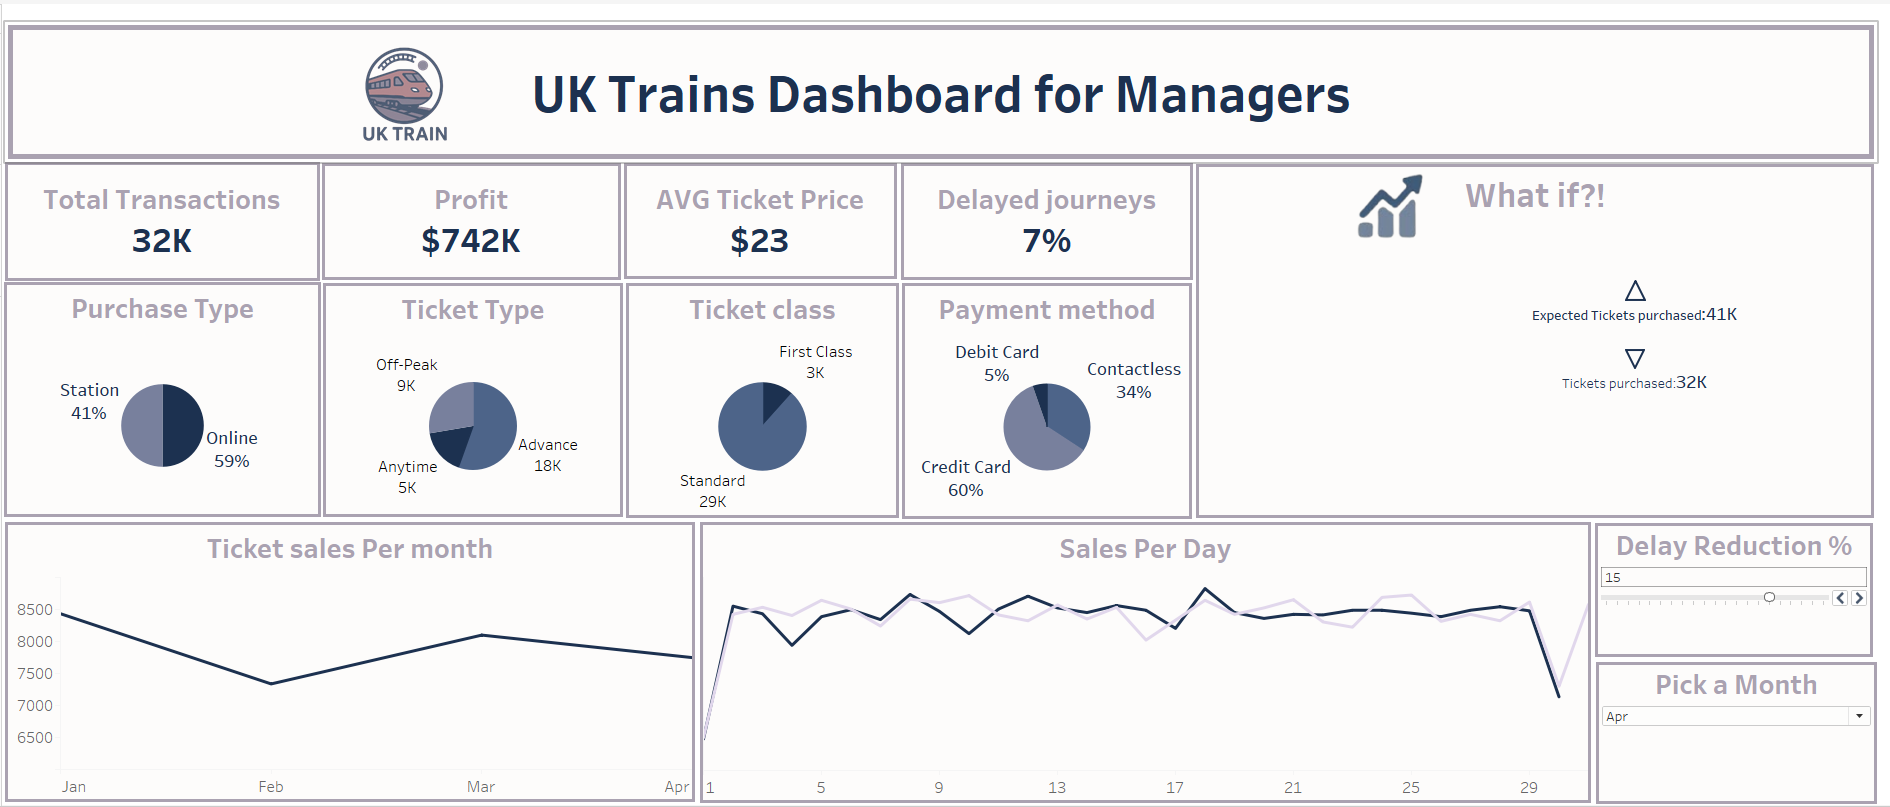 UK TRAIN
UK Trains Dashboard for Managers
Total Transactions
32K
Profit
$742K
AVG Ticket Price
$23
Delayed journeys
7%
What if?!
Expected Tickets purchased:41K
Tickets purchased:32K
Purchase Type
Station
41%
Online
59%
Ticket Type
Off-Peak
9K
Advance
18K
Anytime
5K
Ticket class
First Class
3K
Standard
29K
Payment method
Debit Card
5%
Contactless
34%
Credit Card
60%
Ticket sales Per month
8500
8000
7500
7000
6500
Jan Feb Mar Apr
Sales Per Day
1 5 9 13 17 21 25 29
Delay Reduction %
15
Pick a Month
Apr